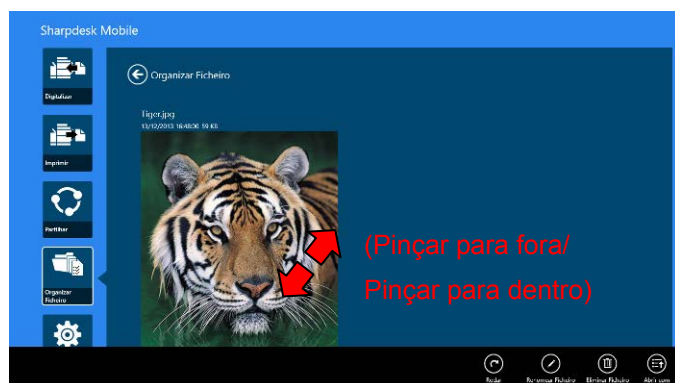 Sharpdesk Mobile
Digitalizar
Organizar Ficheiro
Tiger.jpg
13/12/2013 16:48:00 59 KB
Imprimir
Partilhar
(Pinçar para fora/
Pinçar para dentro)
Organizar
Ficheiro
Rodar
Renomear Ficheiro
Eliminar Ficheiro
Abrir com